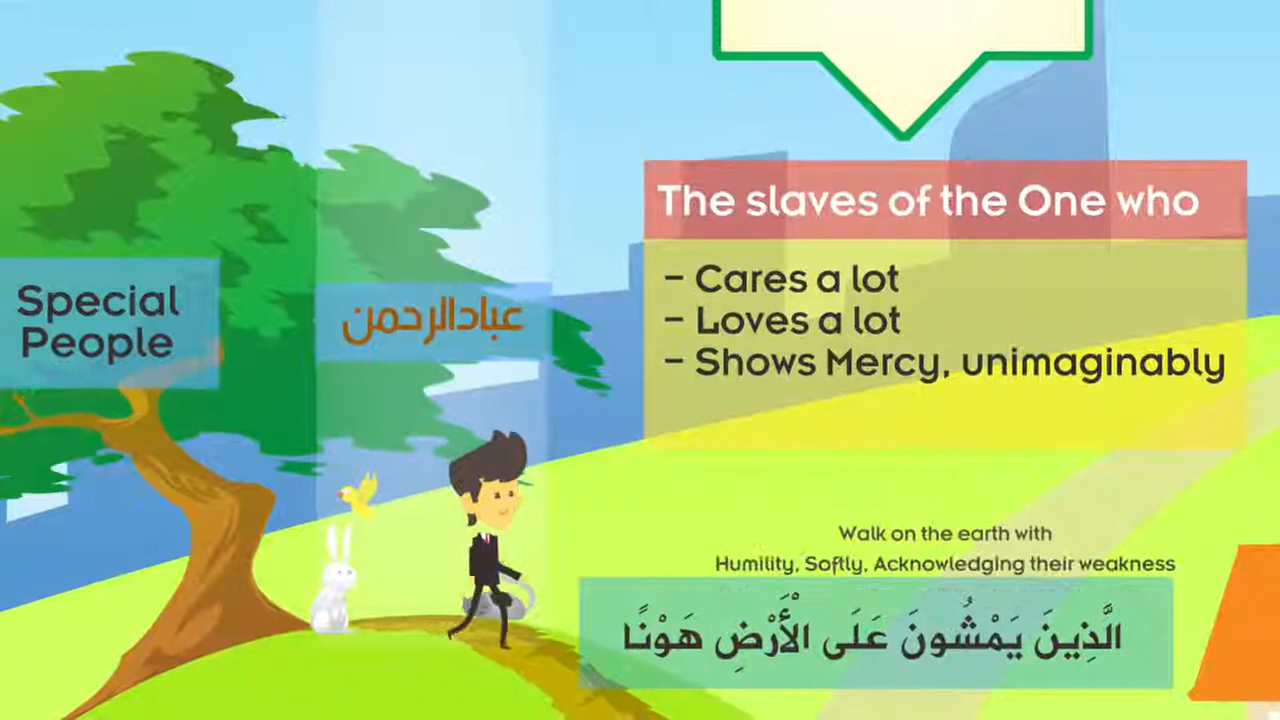 Special
People
عبادالرحمن
The slaves of the One who
– Cares a lot
– Loves a lot
– Shows Mercy, unimaginably
Walk on the earth with
Humility, Softly, Acknowledging their weakness
الَّذِينَ يَمْشُونَ عَلَى الْأَرْضِ هَوْنًا